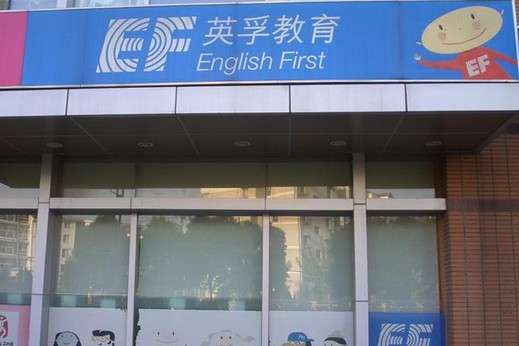 EF 英孚教育
English First
EF
EF